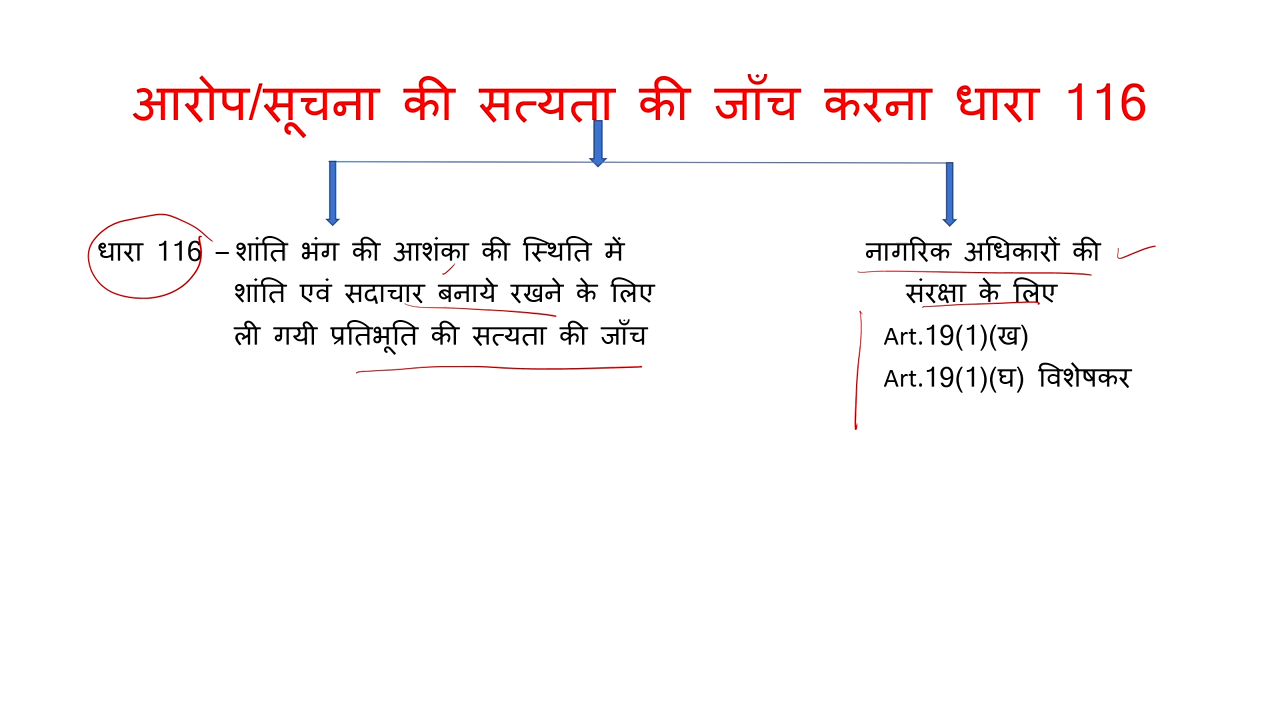 आरोप/सूचना की सत्यता की जाँच करना धारा 116
धारा 116 – शांति भंग की आशंका की स्थिति में
शांति एवं सदाचार बनाये रखने के लिए
ली गयी प्रतिभूति की सत्यता की जाँच
नागरिक अधिकारों की
संरक्षा के लिए
Art.19(1)(ख)
Art.19(1)(घ) विशेषकर